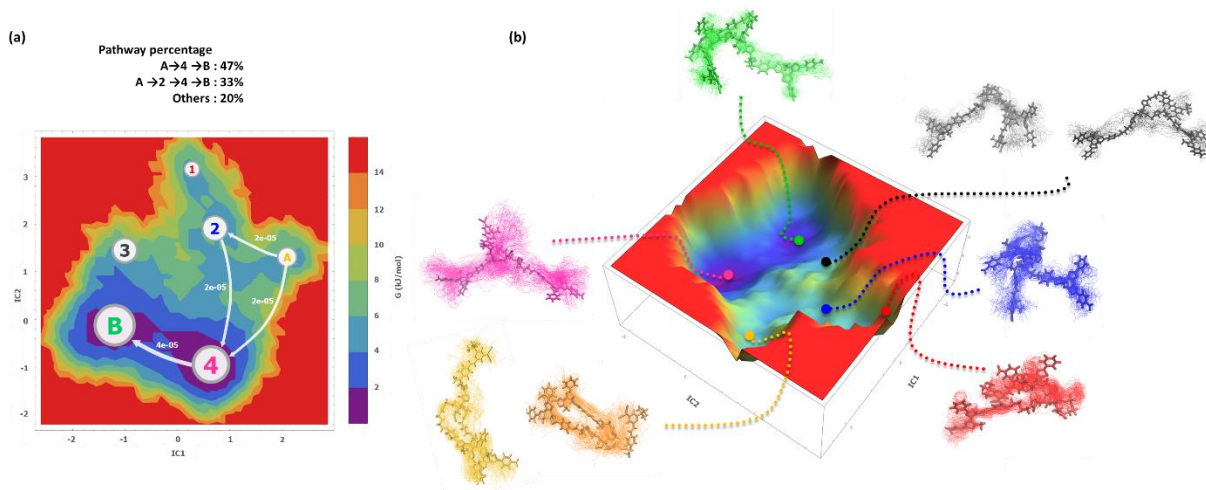 (a)
Pathway percentage
A→4 →B : 47%
A →2 →4 →B : 33%
Others : 20%
1
2
3
A
B
4
2e-05
2e-05
2e-05
4e-05
3
2
1
0
-1
-2
IC2
-2
-1
0
1
2
IC1
14
12
10
8
6
4
2
G (kJ/mol)
(b)
IC2
IC1